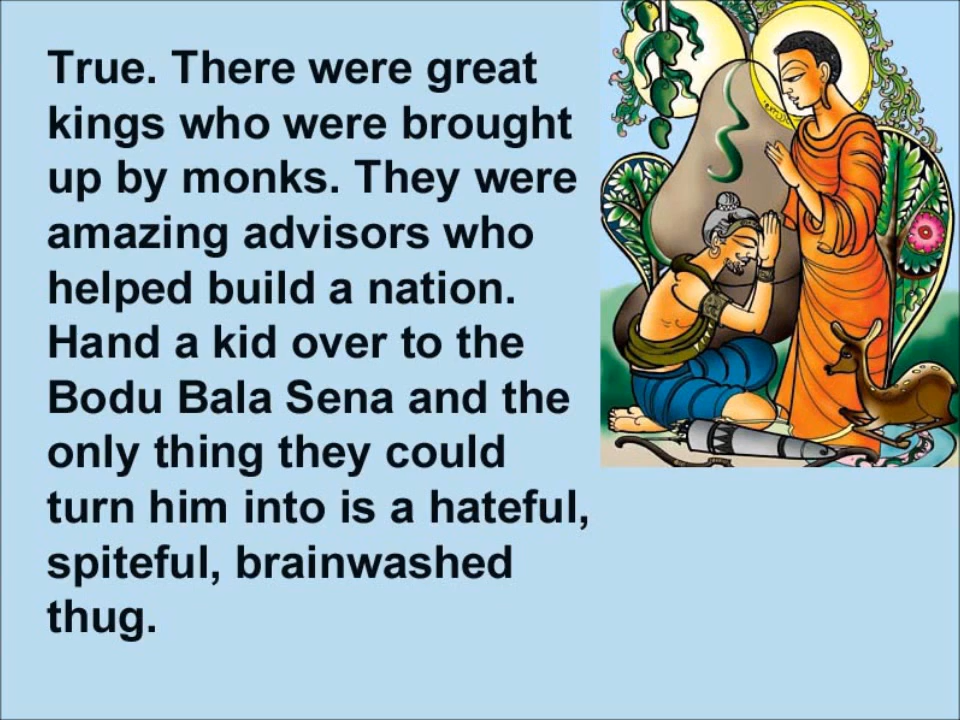 True. There were great
kings who were brought
up by monks. They were
amazing advisors who
helped build a nation.
Hand a kid over to the
Bodu Bala Sena and the
only thing they could
turn him into is a hateful,
spiteful, brainwashed
thug.